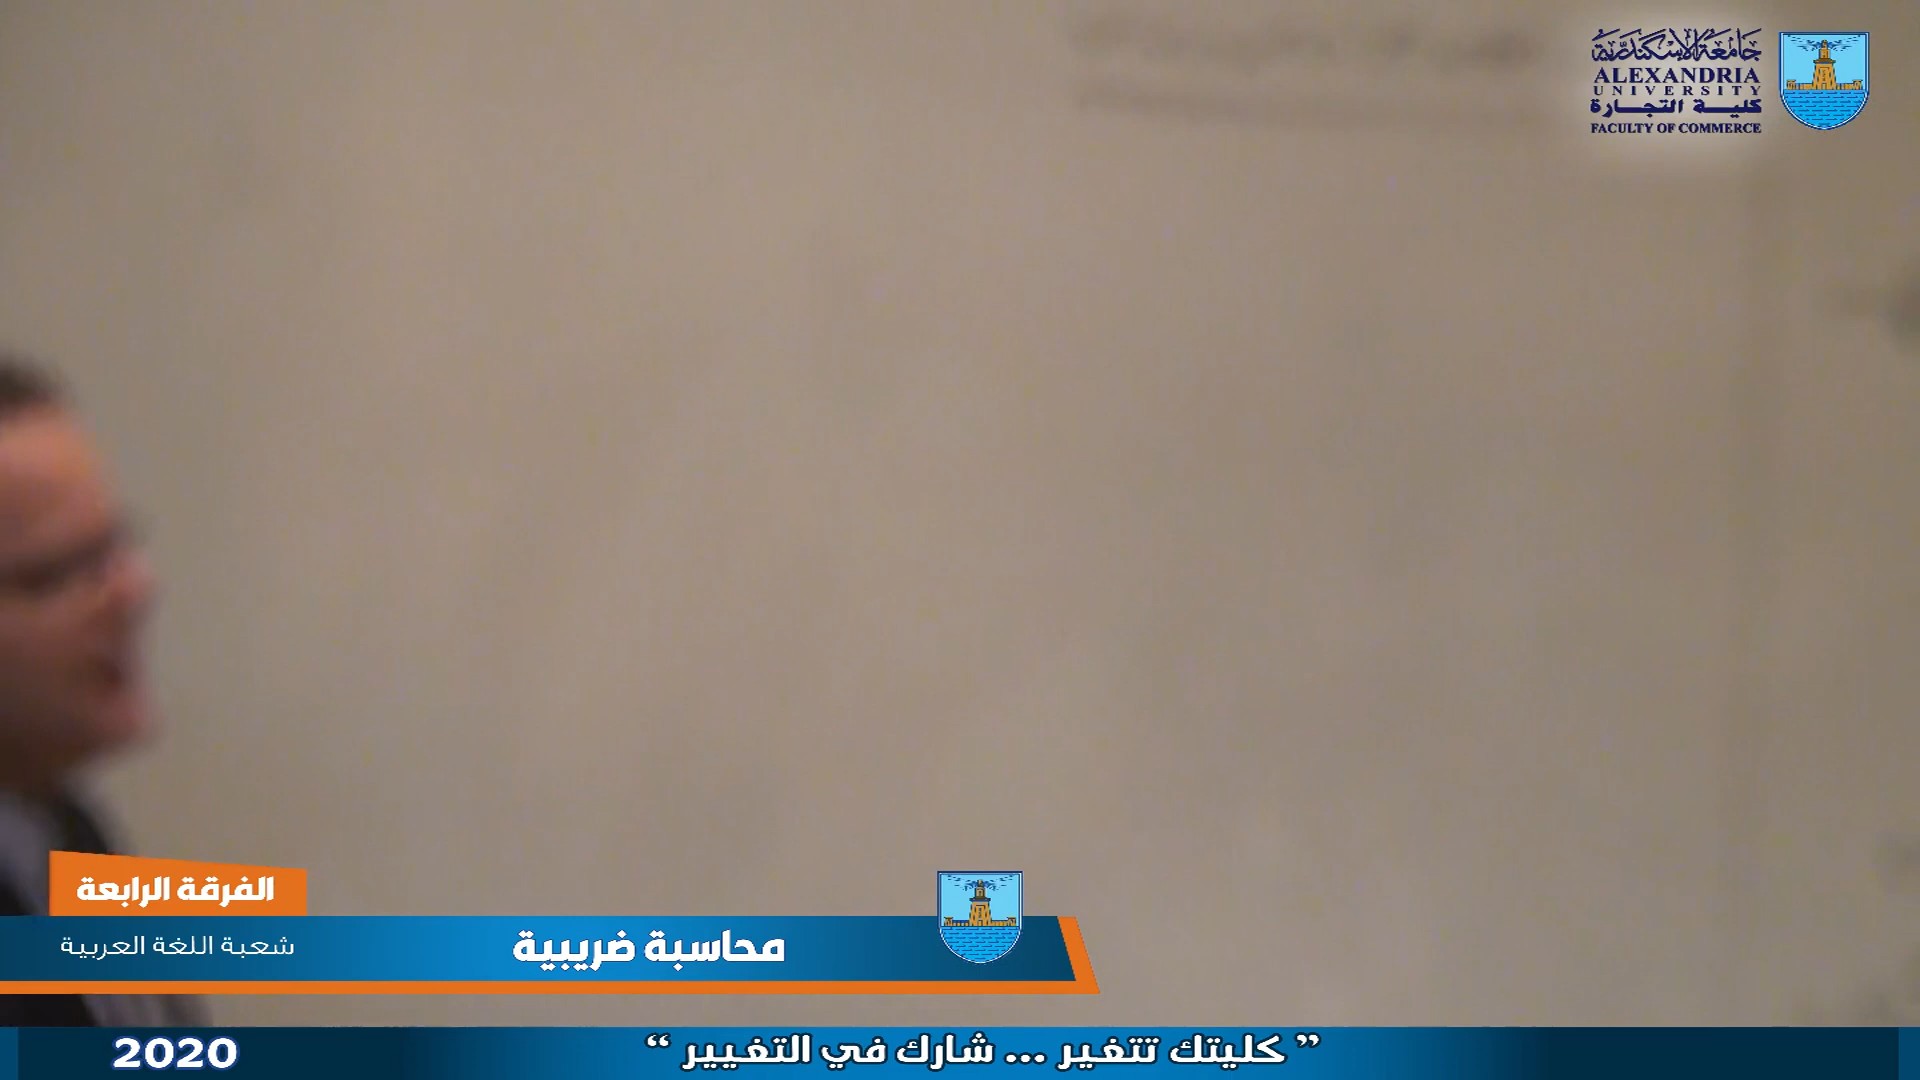 جامعة الإسكندرية
ALEXANDRIA
UNIVERSITY
كلية التجارة
FACULTY OF COMMERCE
الفرقة الرابعة
شعبة اللغة العربية
محاسبة ضريبية
” كليتك تتغير ... شارك في التغيير “
2020